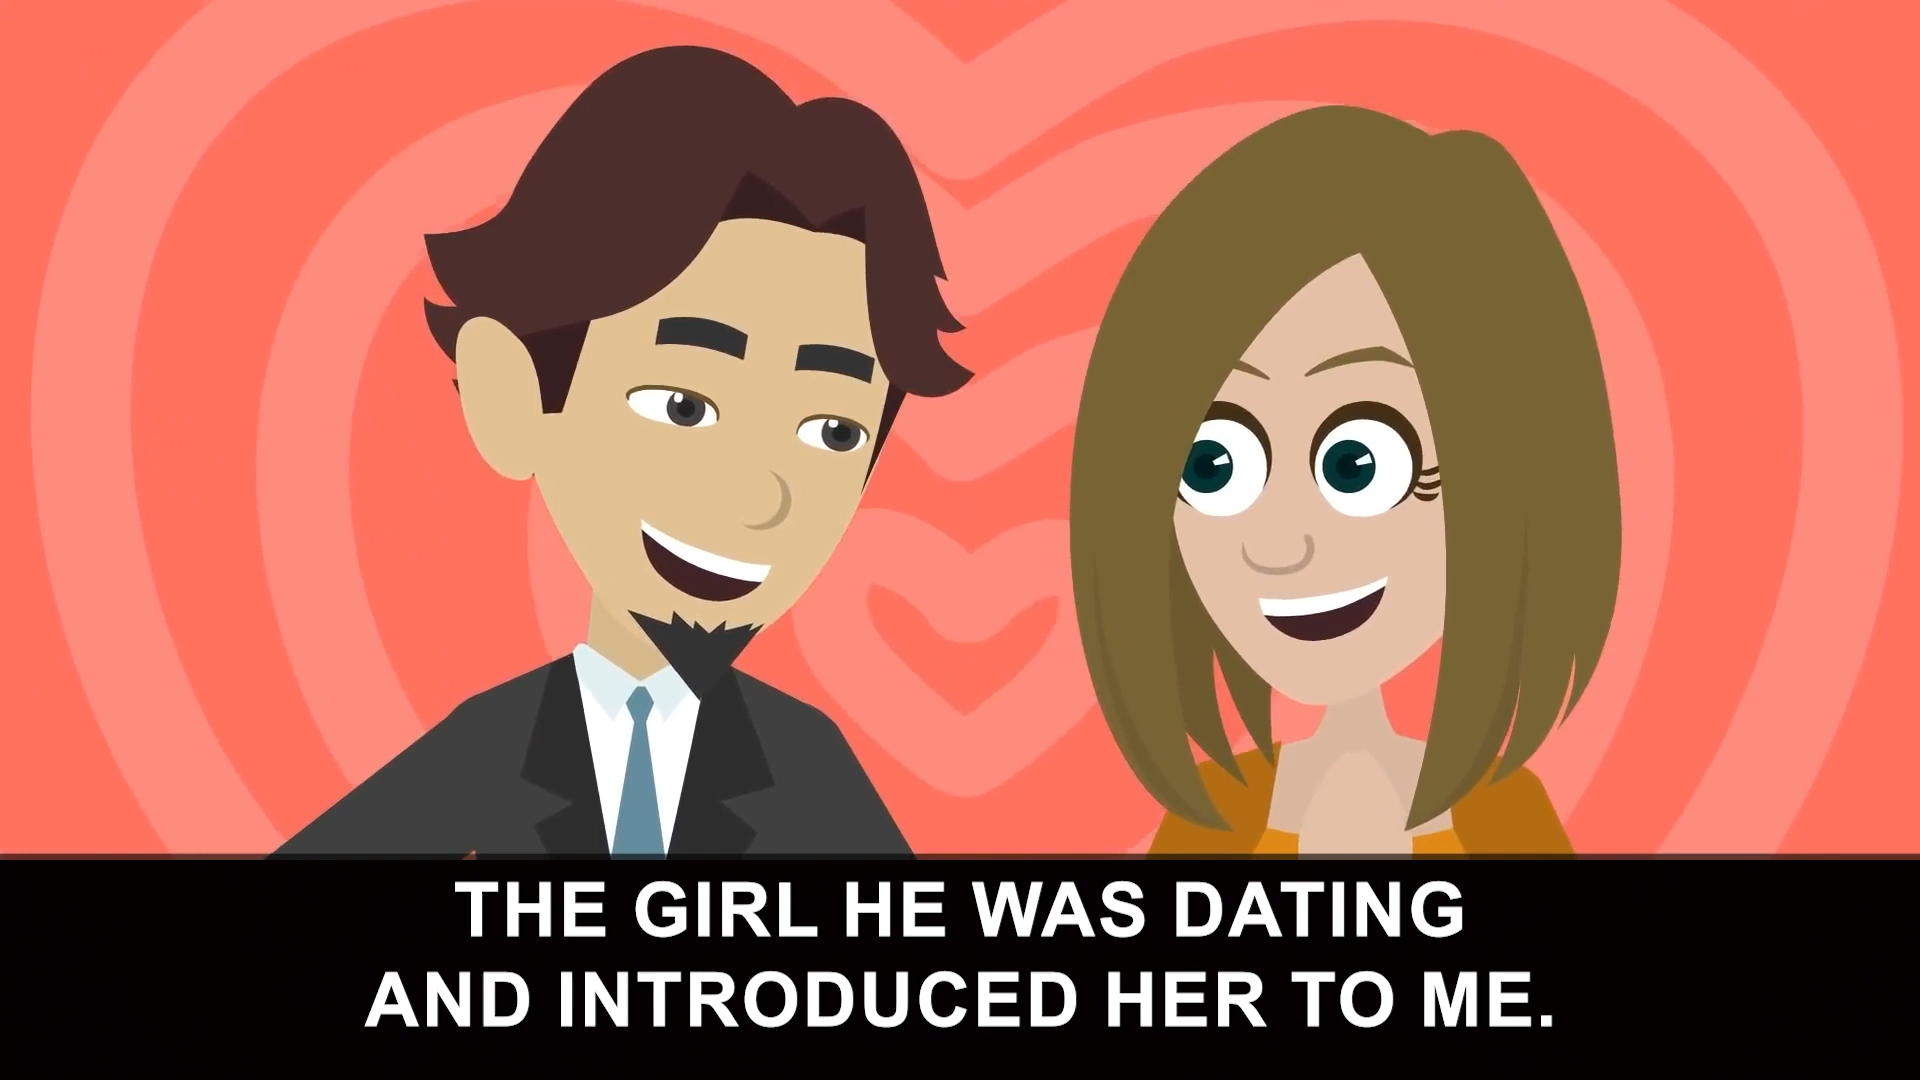 THE GIRL HE WAS DATING
AND INTRODUCED HER TO ME.